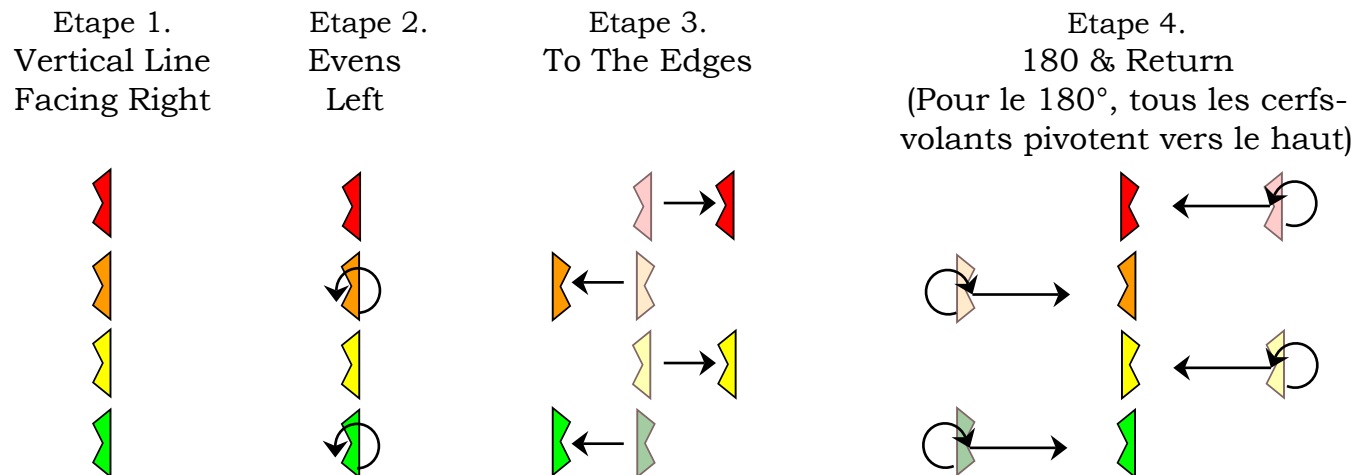 Etape 1.
Vertical Line
Facing Right
Etape 2.
Evens
Left
Etape 3.
To The Edges
Etape 4.
180 & Return
(Pour le 180°, tous les cerfs-
volants pivotent vers le haut)